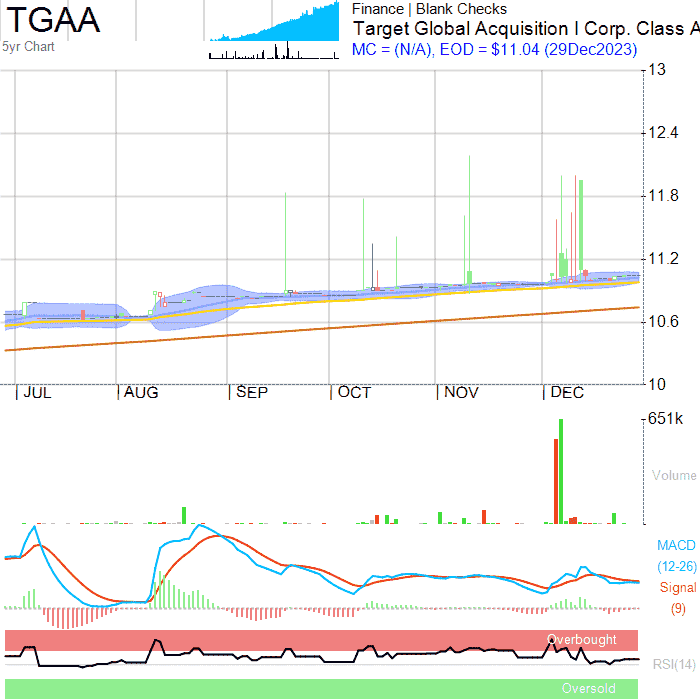 TGAA
5yr Chart
Finance | Blank Checks
Target Global Acquisition I Corp. Class A
MC = (N/A), EOD = $11.04 (29Dec2023)
13
12.4
11.8
11.2
10.6
10
JUL
AUG
SEP
OCT
NOV
DEC
651k
Volume
MACD
(12-26)
Signal
(9)
Overbought
RSI(14)
Oversold